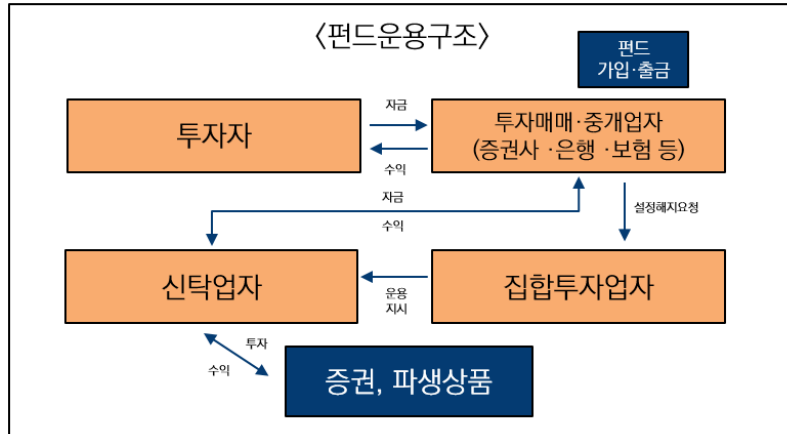 <펀드운용구조>
펀드
가입·출금
투자자
자금
수익
투자매매·중개업자
(증권사 ·은행 ·보험 등)
자금
수익
설정해지요청
신탁업자
운용
지시
집합투자업자
투자
수익
증권, 파생상품